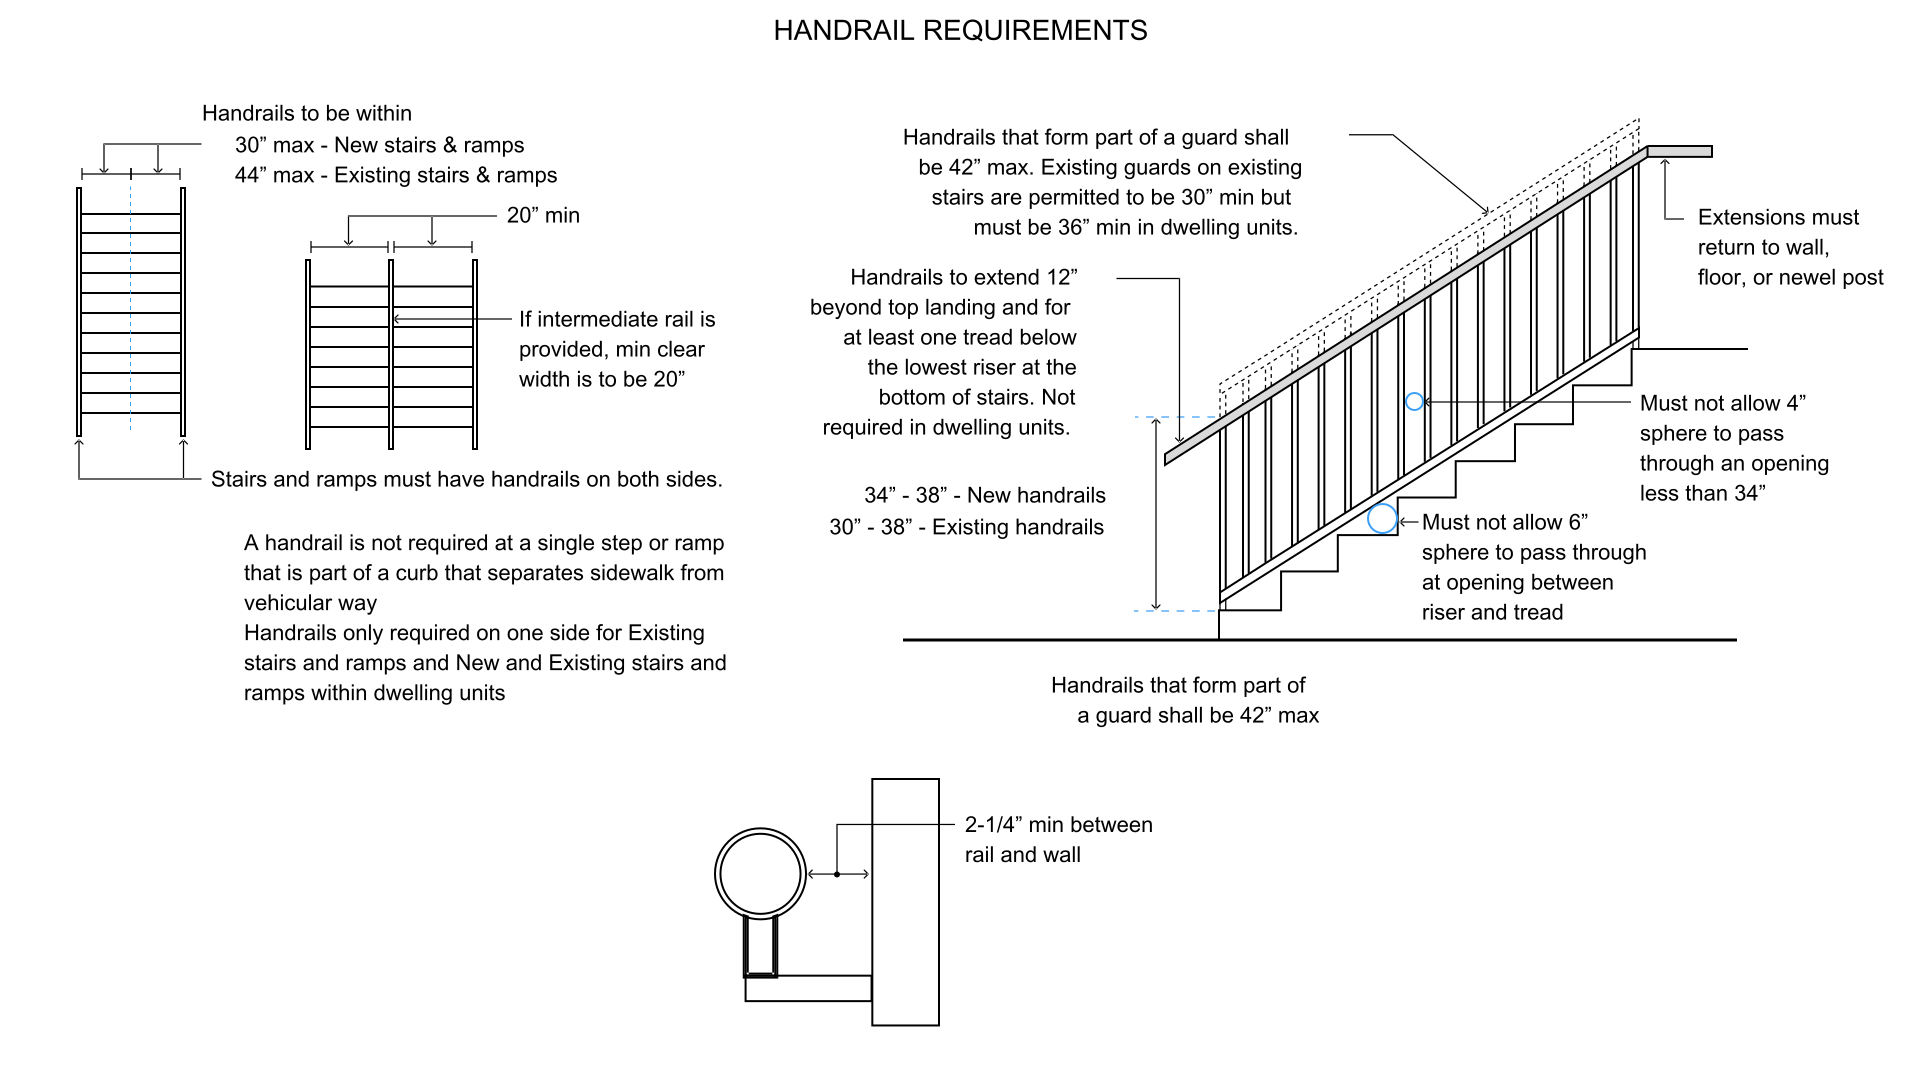 HANDRAIL REQUIREMENTS
Handrails to be within
30” max - New stairs & ramps
44” max - Existing stairs & ramps
20” min
If intermediate rail is
provided, min clear
width is to be 20”
Stairs and ramps must have handrails on both sides.
A handrail is not required at a single step or ramp
that is part of a curb that separates sidewalk from
vehicular way
Handrails only required on one side for Existing
stairs and ramps and New and Existing stairs and
ramps within dwelling units
Handrails that form part of a guard shall
be 42” max. Existing guards on existing
stairs are permitted to be 30” min but
must be 36” min in dwelling units.
Handrails to extend 12”
beyond top landing and for
at least one tread below
the lowest riser at the
bottom of stairs. Not
required in dwelling units.
34” - 38” - New handrails
30” - 38” - Existing handrails
Extensions must
return to wall,
floor, or newel post
Must not allow 4”
sphere to pass
through an opening
less than 34”
Must not allow 6”
sphere to pass through
at opening between
riser and tread
Handrails that form part of
a guard shall be 42” max
2-1/4” min between
rail and wall